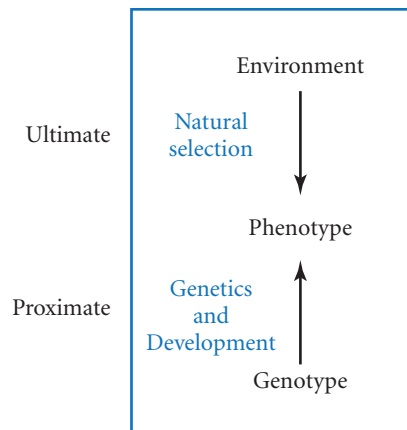 Environment
Ultimate
Natural
selection
Phenotype
Proximate
Genetics
and
Development
Genotype